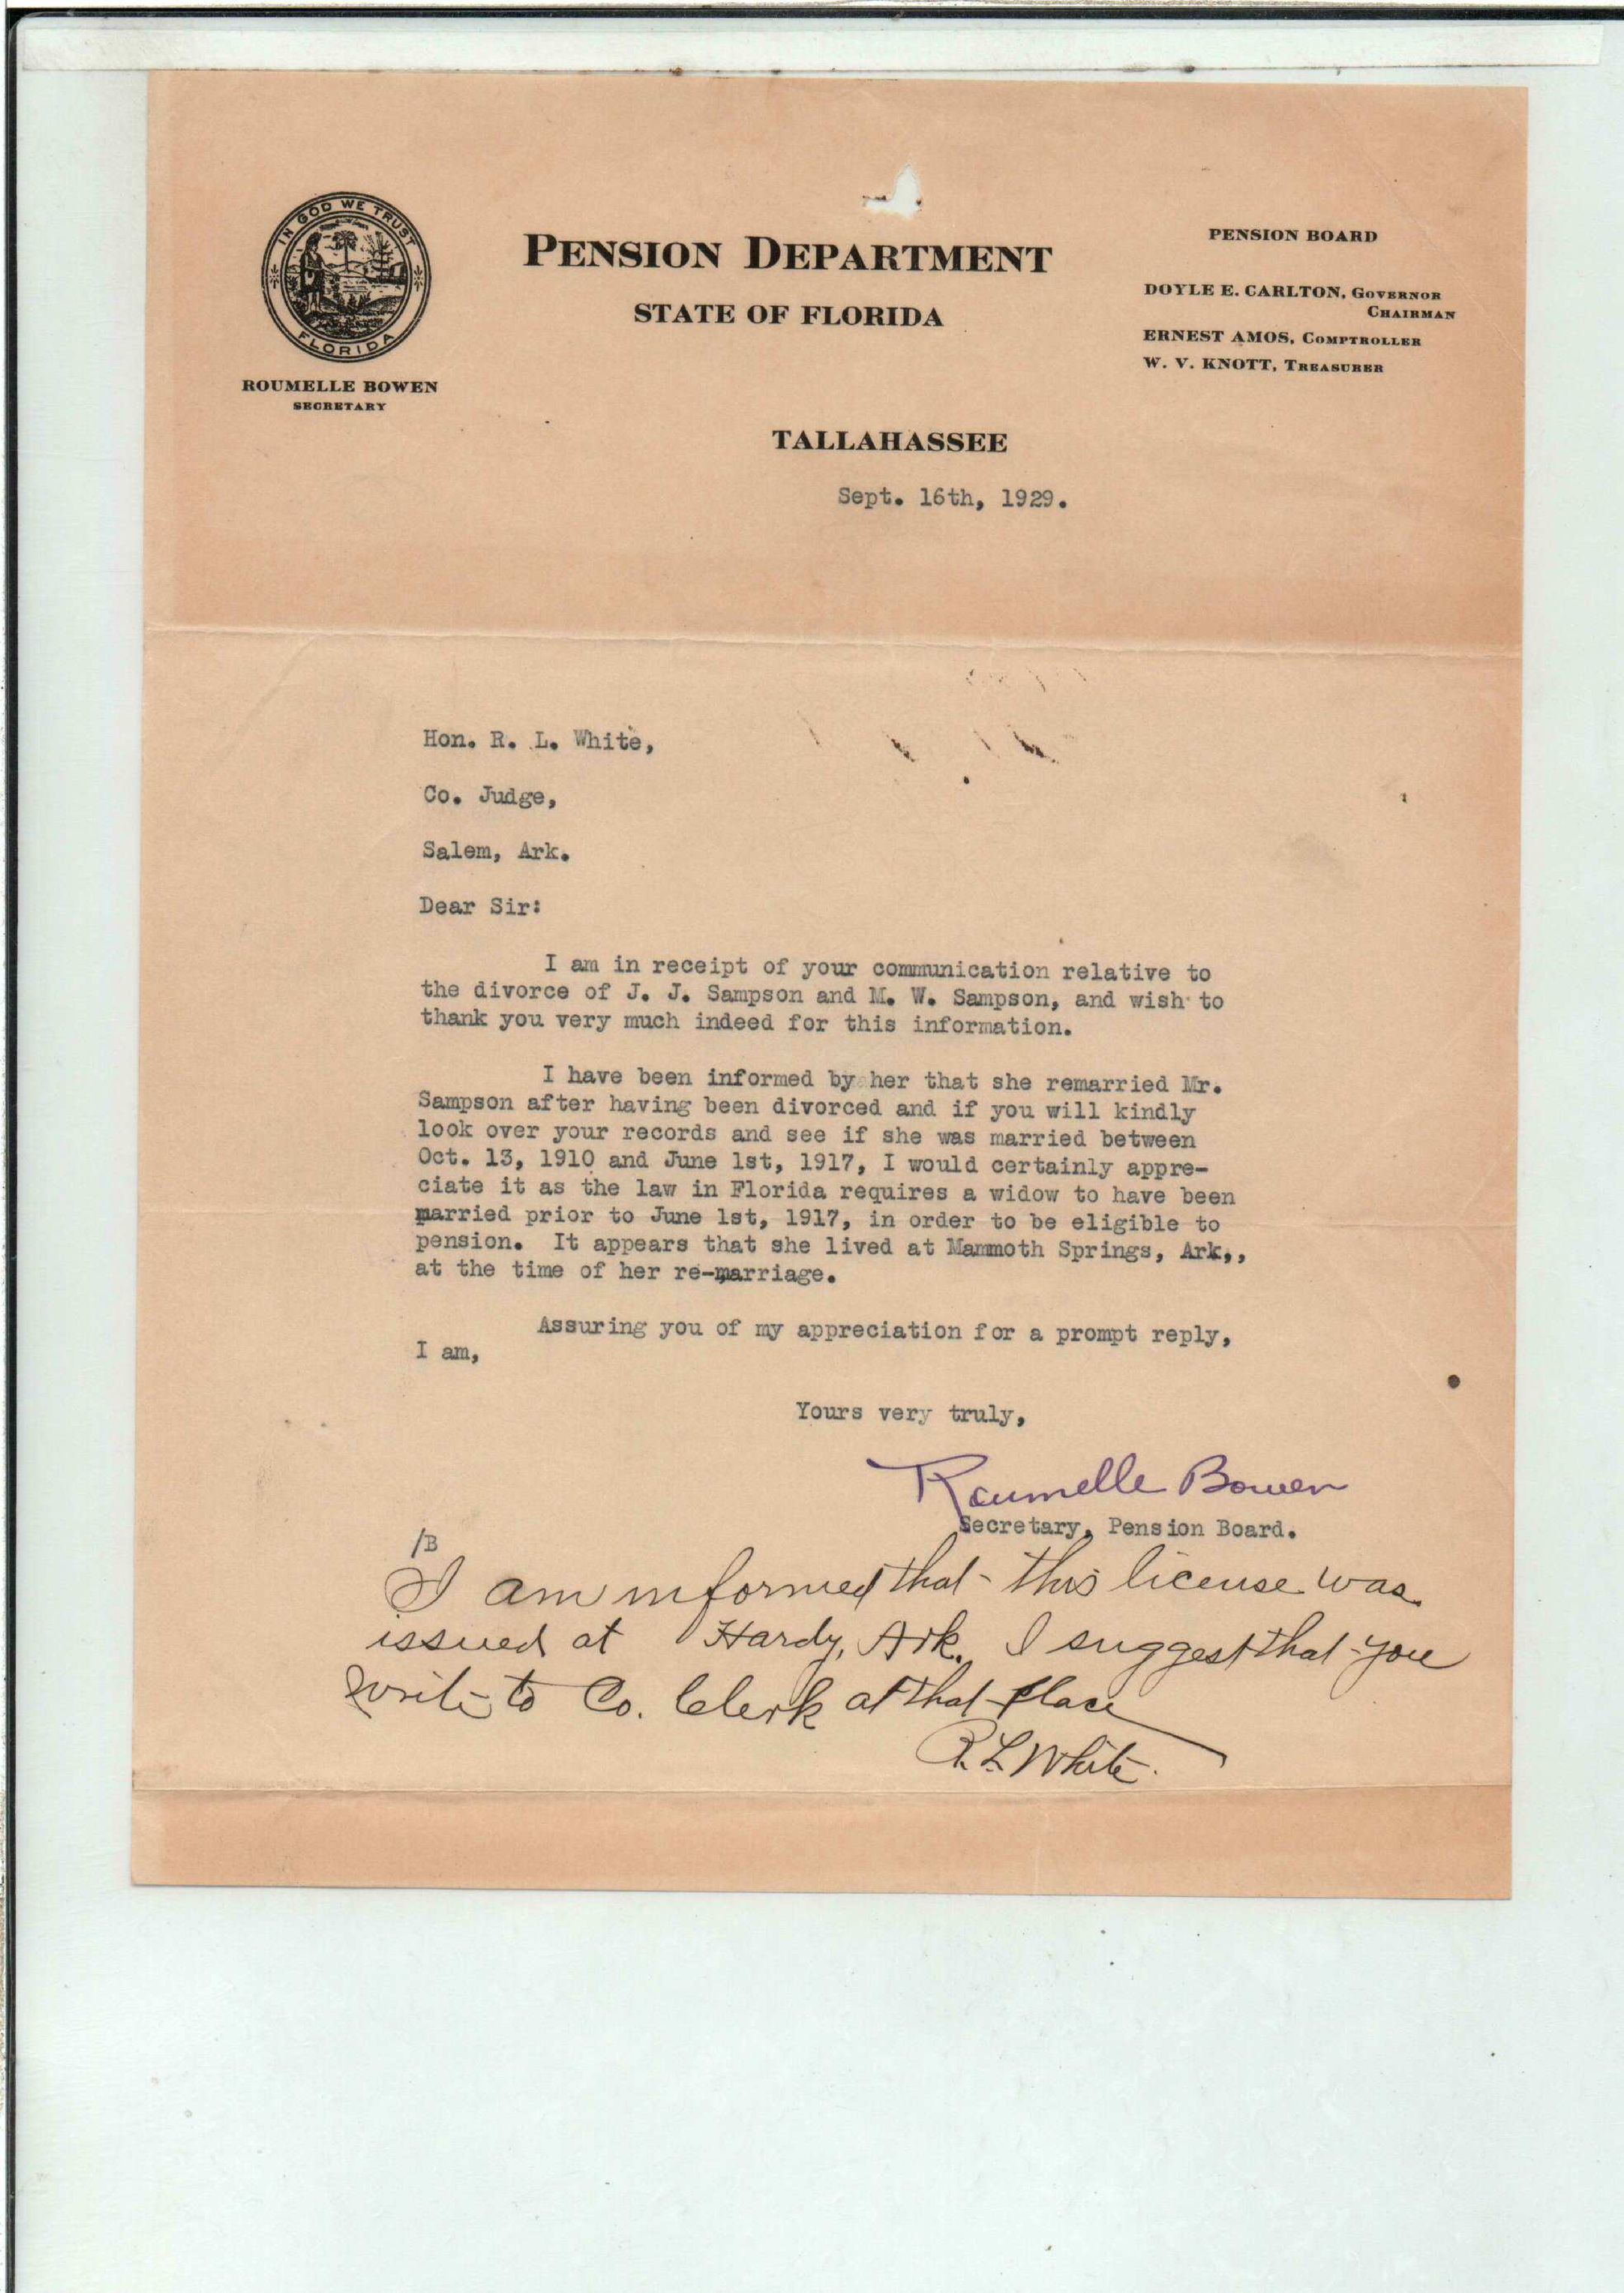 IN GOD WE TRUST
FLORIDA
ROUMELLE BOWEN
SECRETARY
PENSION DEPARTMENT
STATE OF FLORIDA
PENSION BOARD
DOYLE E. CARLTON, GOVERNOR
CHAIRMAN
ERNEST AMOS, COMPTROLLER
W. V. KNOTT, TREASURER
TALLAHASSEE
Sept. 16th, 1929.
Hon. R. L. White,
Co. Judge,
Salem, Ark.
Dear Sir:
I am in receipt of your communication relative to
the divorce of J. J. Sampson and M. W. Sampson, and wish to
thank you very much indeed for this information.
I have been informed by her that she remarried Mr.
Sampson after having been divorced and if you will kindly
look over your records and see if she was married between
Oct. 13, 1910 and June 1st, 1917, I would certainly appre-
ciate it as the law in Florida requires a widow to have been
married prior to June 1st, 1917, in order to be eligible to
pension. It appears that she lived at Mammoth Springs, Ark.,
at the time of her re-marriage.
Assuring you of my appreciation for a prompt reply,
I am,
Yours very truly,
Roumelle Bowen
Secretary, Pension Board.
/B
I am informed that this license was
issued at Hardy, Ark. I suggest that you
write to Co. Clerk at that place
R. L. White.